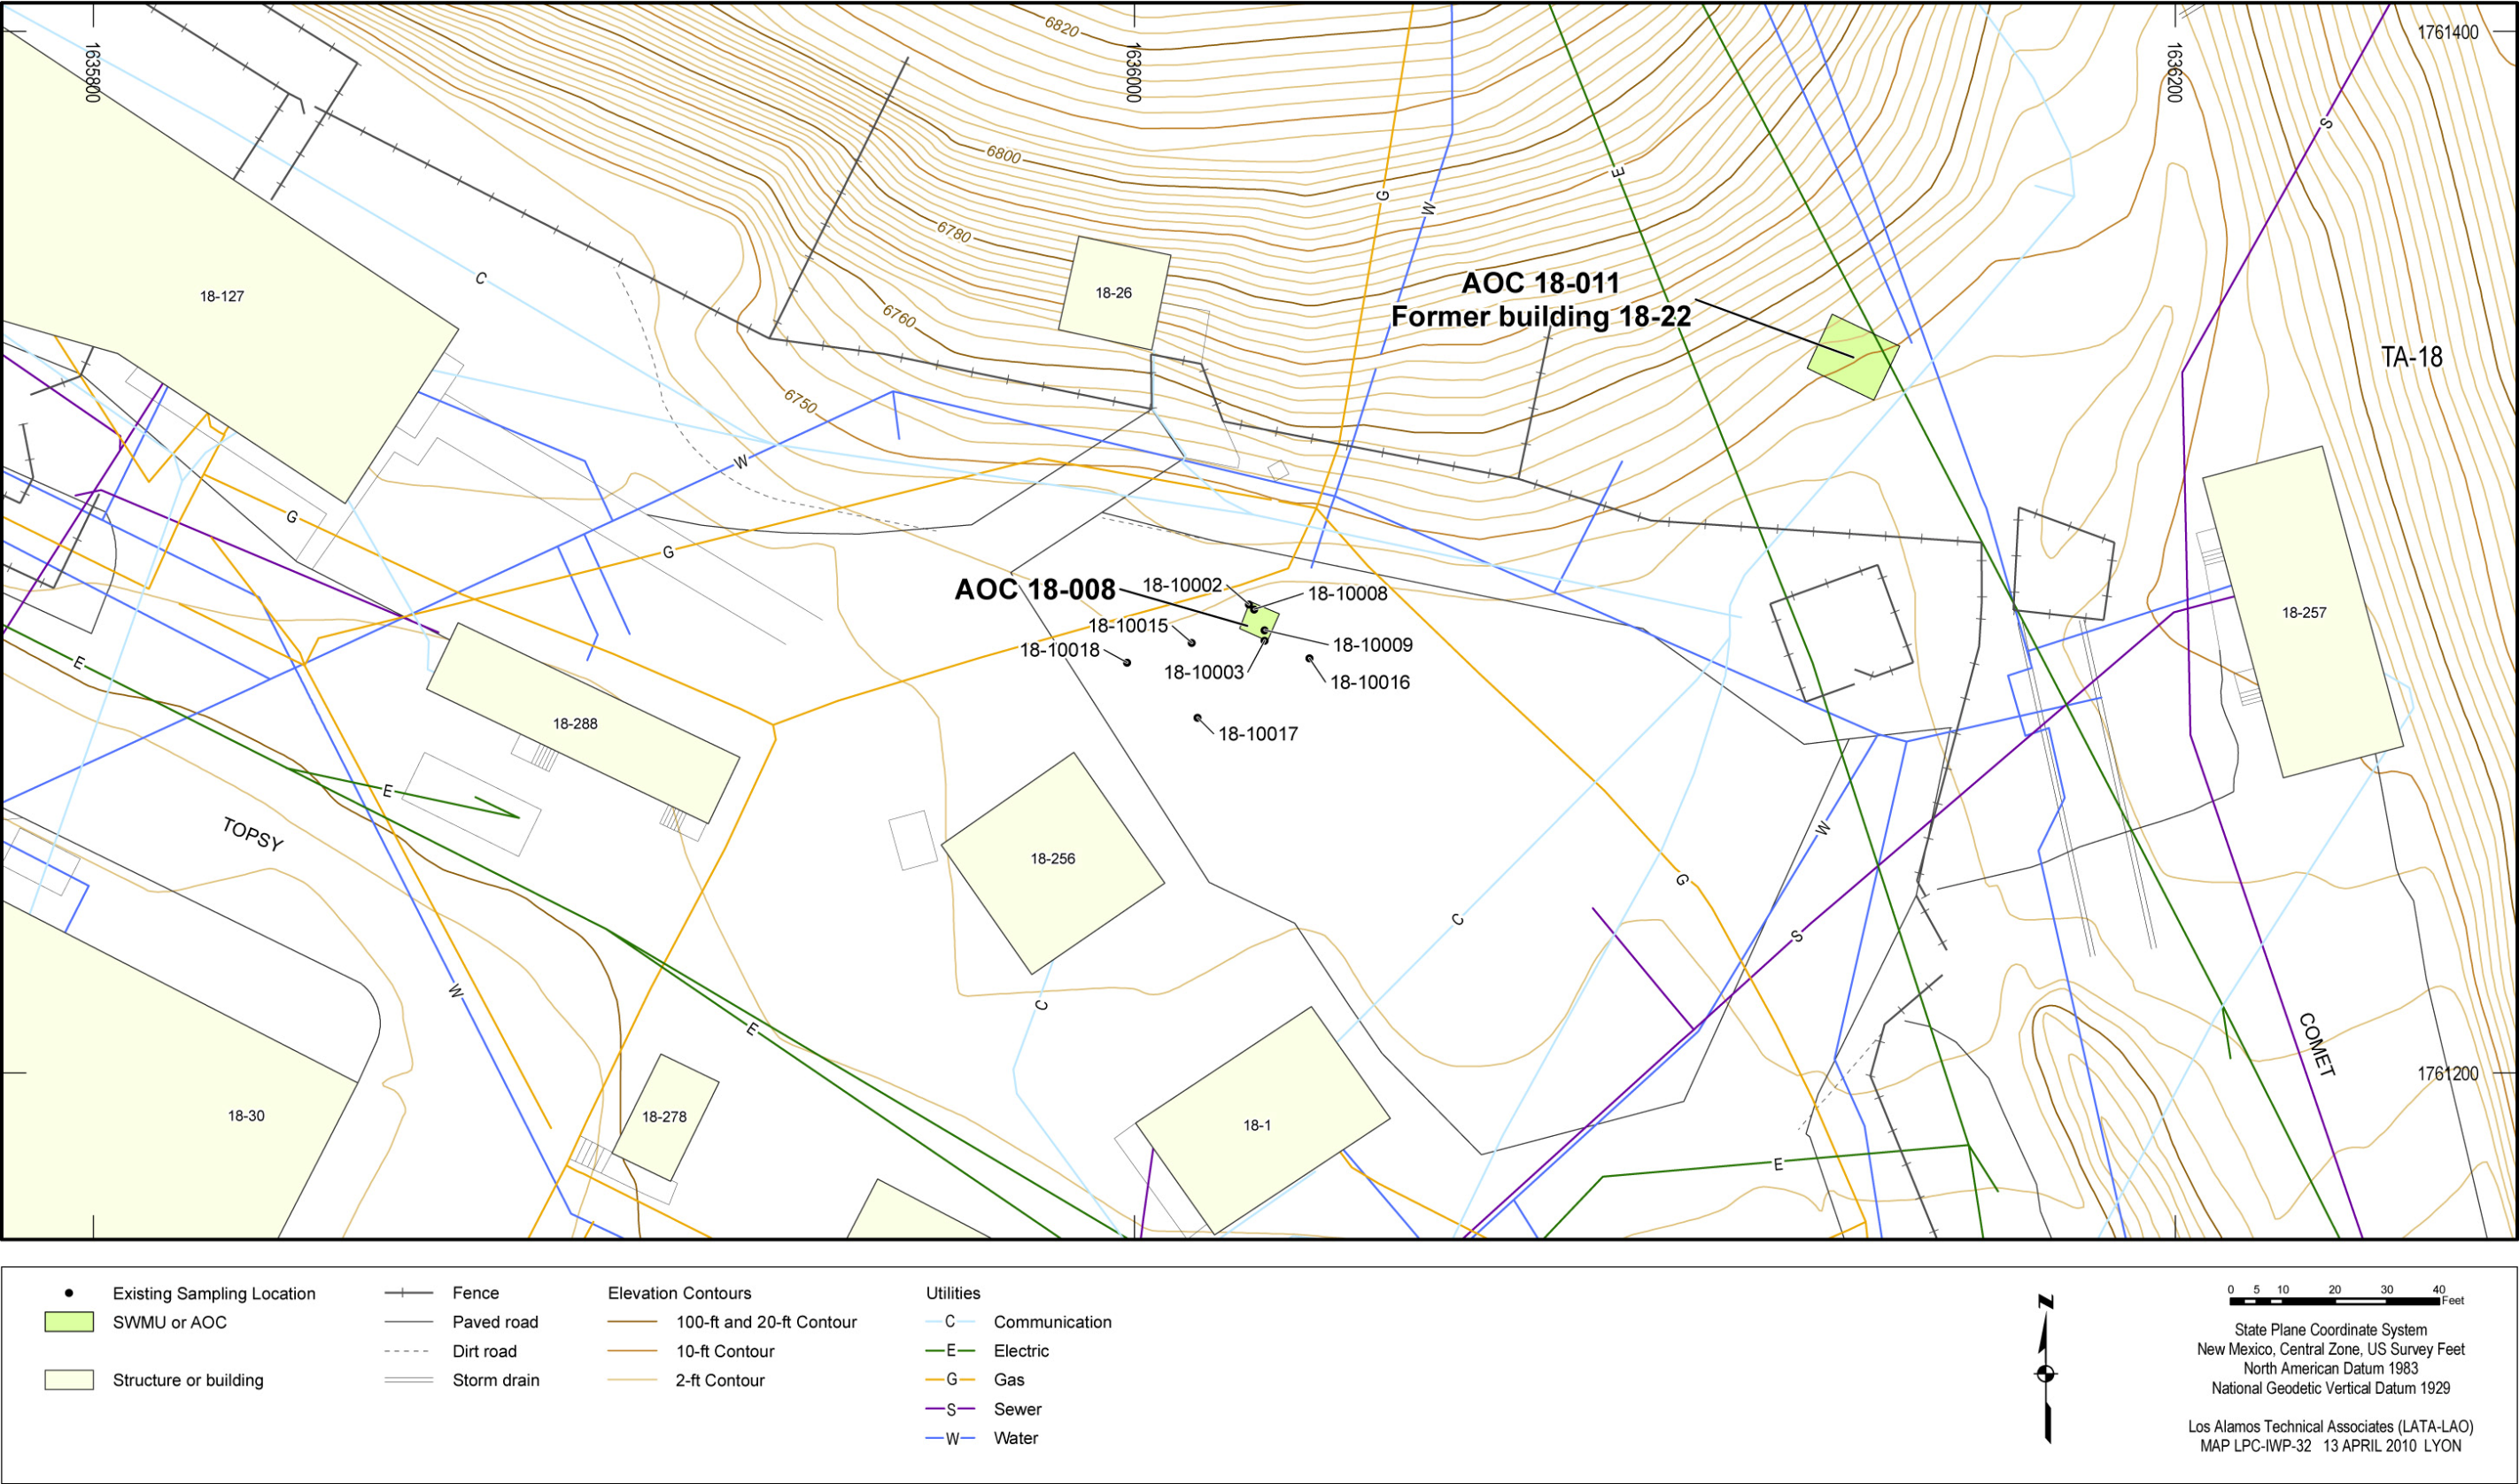 1635800
6820
1636000
1636200
1761400
S
6800
E
G
W
6780
C
AOC 18-011
Former building 18-22
18-127
18-26
6760
TA-18
6750
W
G
G
AOC 18-008
18-10002
18-10008
18-10015
18-10009
18-10018
18-10003
18-10016
18-10017
18-257
E
18-288
E
TOPSY
18-256
W
G
C
S
W
C
E
COMET
1761200
18-30
18-278
18-1
E
Existing Sampling Location
SWMU or AOC
Structure or building
Fence
Paved road
Dirt road
Storm drain
Elevation Contours
100-ft and 20-ft Contour
10-ft Contour
2-ft Contour
Utilities
C Communication
E Electric
G Gas
S Sewer
W Water
N
0 5 10 20 30 40
Feet
State Plane Coordinate System
New Mexico, Central Zone, US Survey Feet
North American Datum 1983
National Geodetic Vertical Datum 1929
Los Alamos Technical Associates (LATA-LAO)
MAP LPC-IWP-32 13 APRIL 2010 LYON